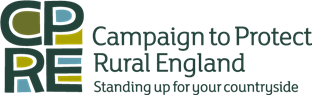 CP
RE
Campaign to Protect
Rural England
Standing up for your countryside